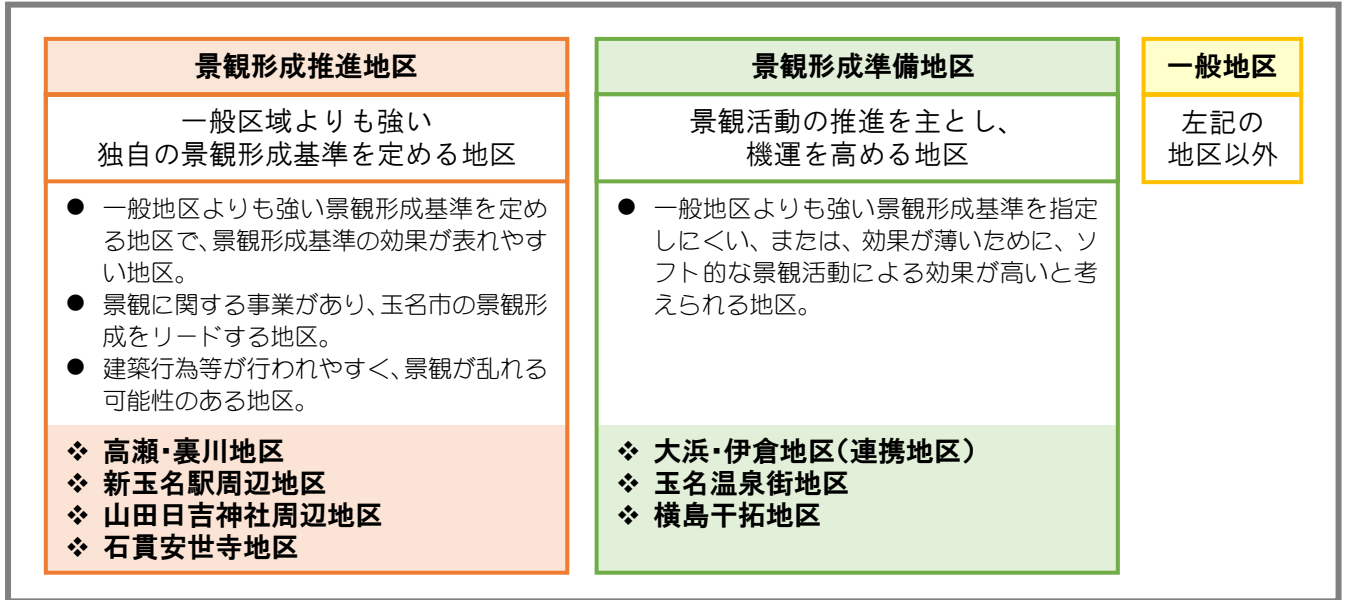 景観形成推進地区
一般区域よりも強い
独自の景観形成基準を定める地区
● 一般地区よりも強い景観形成基準を定め
る地区で、景観形成基準の効果が表れやす
い地区。
● 景観に関する事業があり、玉名市の景観形
成をリードする地区。
● 建築行為等が行われやすく、景観が乱れる
可能性のある地区。
❖ 高瀬・裏川地区
❖ 新玉名駅周辺地区
❖ 山田日吉神社周辺地区
❖ 石貫安世寺地区
景観形成準備地区
景観活動の推進を主とし、
機運を高める地区
● 一般地区よりも強い景観形成基準を指定
しにくい、または、効果が薄いために、ソ
フト的な景観活動による効果が高いと考
えられる地区。
❖ 大浜・伊倉地区（連携地区）
❖ 玉名温泉街地区
❖ 横島干拓地区
一般地区
左記の
地区以外